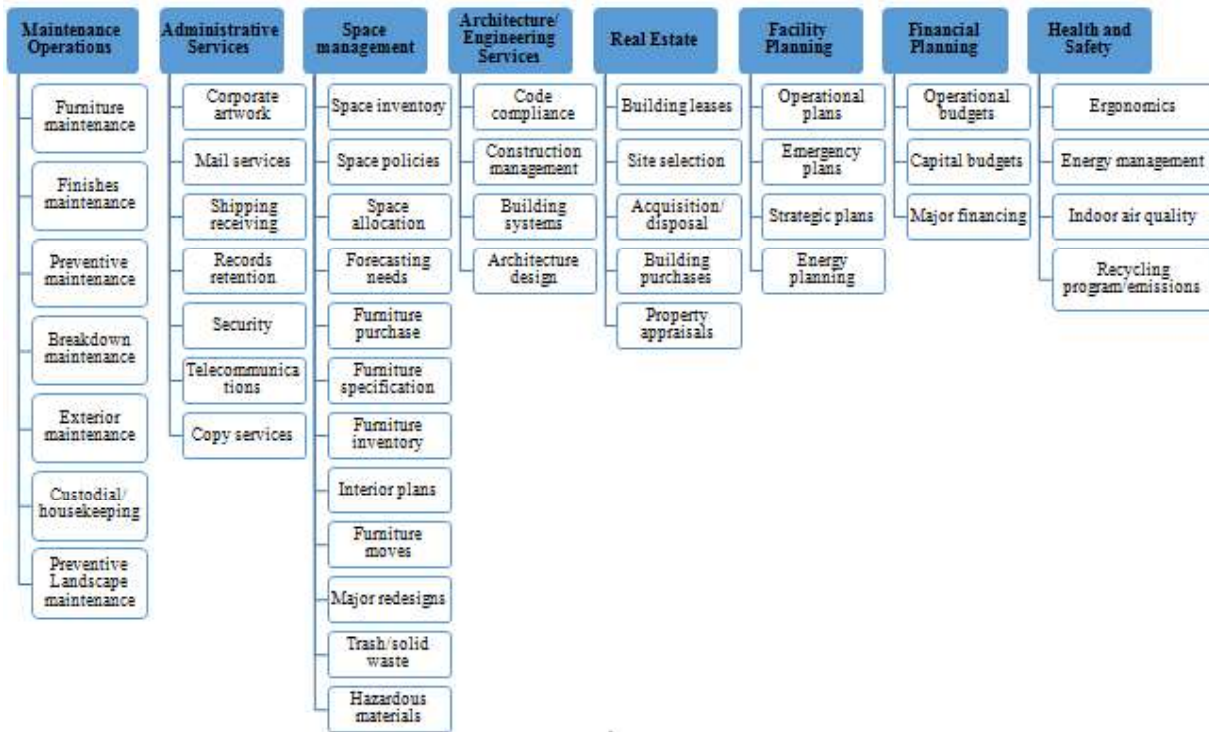 Maintenance
Operations
Furniture
maintenance
Finishes
maintenance
Preventive
maintenance
Breakdown
maintenance
Exterior
maintenance
Custodial/
housekeeping
Preventive
Landscape
maintenance
Administrative
Services
Corporate
artwork
Mail services
Shipping
receiving
Records
retention
Security
Telecommunica
tions
Copy services
Space
management
Space inventory
Space policies
Space
allocation
Forecasting
needs
Furniture
purchase
Furniture
specification
Furniture
inventory
Interior plans
Furniture
moves
Major redesigns
Trash/solid
waste
Hazardous
materials
Architecture/
Engineering
Services
Code
compliance
Construction
management
Building
systems
Architecture
design
Real Estate
Building leases
Site selection
Acquisition/
disposal
Building
purchases
Property
appraisals
Facility
Planning
Operational
plans
Emergency
plans
Strategic plans
Energy
planning
Financial
Planning
Operational
budgets
Capital budgets
Major financing
Health and
Safety
Ergonomics
Energy management
Indoor air quality
Recycling
program/emissions